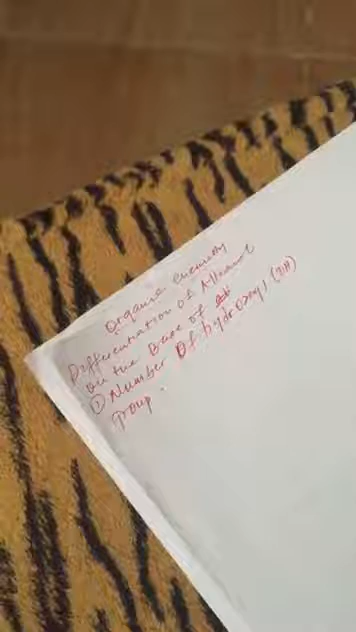 Organic chemistry
Differentiation of Alkanol
on the base of
① Number Of hydroxyl (OH)
group.